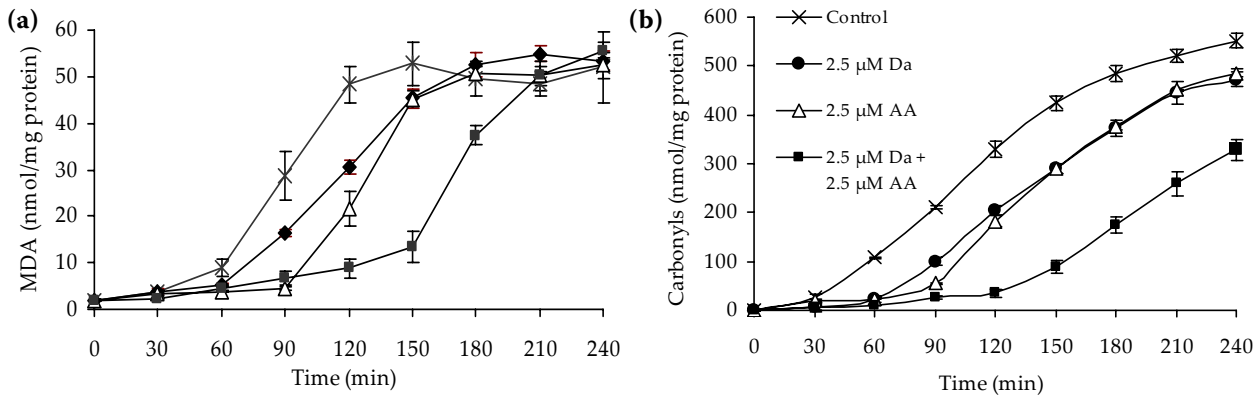 (a)
60
50
40
30
20
10
0
MDA (nmol/mg protein)
0 30 60 90 120 150 180 210 240
Time (min)
(b)
600
500
400
300
200
100
0
Carbonyls (nmol/mg protein)
Control
2.5 µM Da
2.5 µM AA
2.5 µM Da +
2.5 µM AA
0 30 60 90 120 150 180 210 240
Time (min)